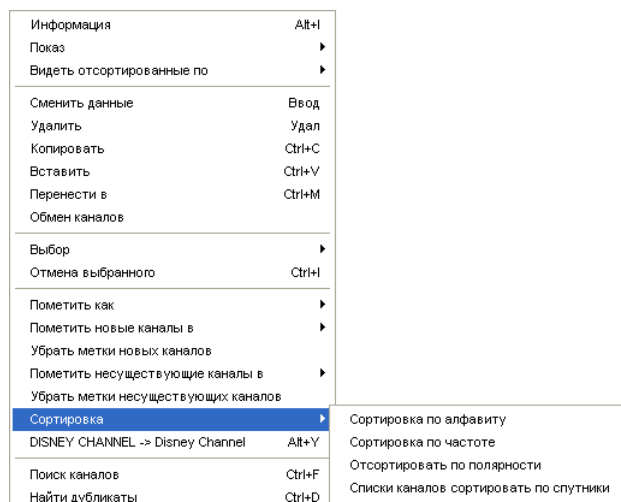 Информация Alt+I
Показ
Видеть отсортированные по
Сменить данные Ввод
Удалить Удал
Копировать Ctrl+C
Вставить Ctrl+V
Перенести в Ctrl+M
Обмен каналов
Выбор
Отмена выбранного Ctrl+I
Пометить как
Пометить новые каналы в
Убрать метки новых каналов
Пометить несуществующие каналы в
Убрать метки несуществующих каналов
Сортировка
DISNEY CHANNEL -> Disney Channel Alt+Y
Поиск каналов Ctrl+F
Найти дубликаты Ctrl+D
Сортировка по алфавиту
Сортировка по частоте
Отсортировать по полярности
Списки каналов сортировать по спутники